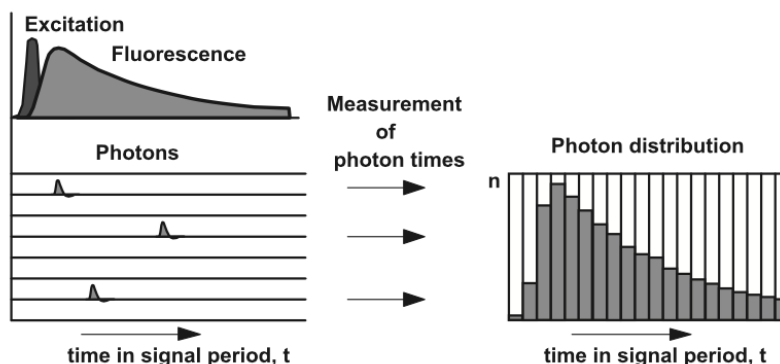 Excitation
Fluorescence
Measurement
of
photon times
Photons
Photon distribution
n
time in signal period, t
time in signal period, t